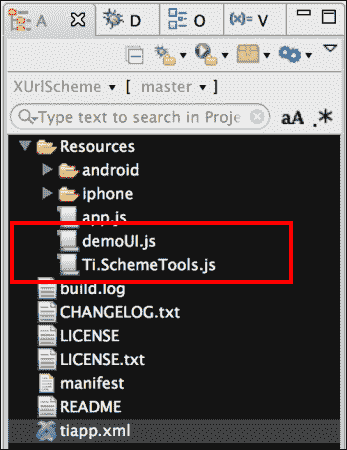 A D O (x)= V
XUrlScheme [ master ]
Type text to search in Proje aA .*
Resources
android
iphone
app.js
demoUI.js
Ti.SchemeTools.js
build.log
CHANGELOG.txt
LICENSE
LICENSE.txt
manifest
README
tiapp.xml